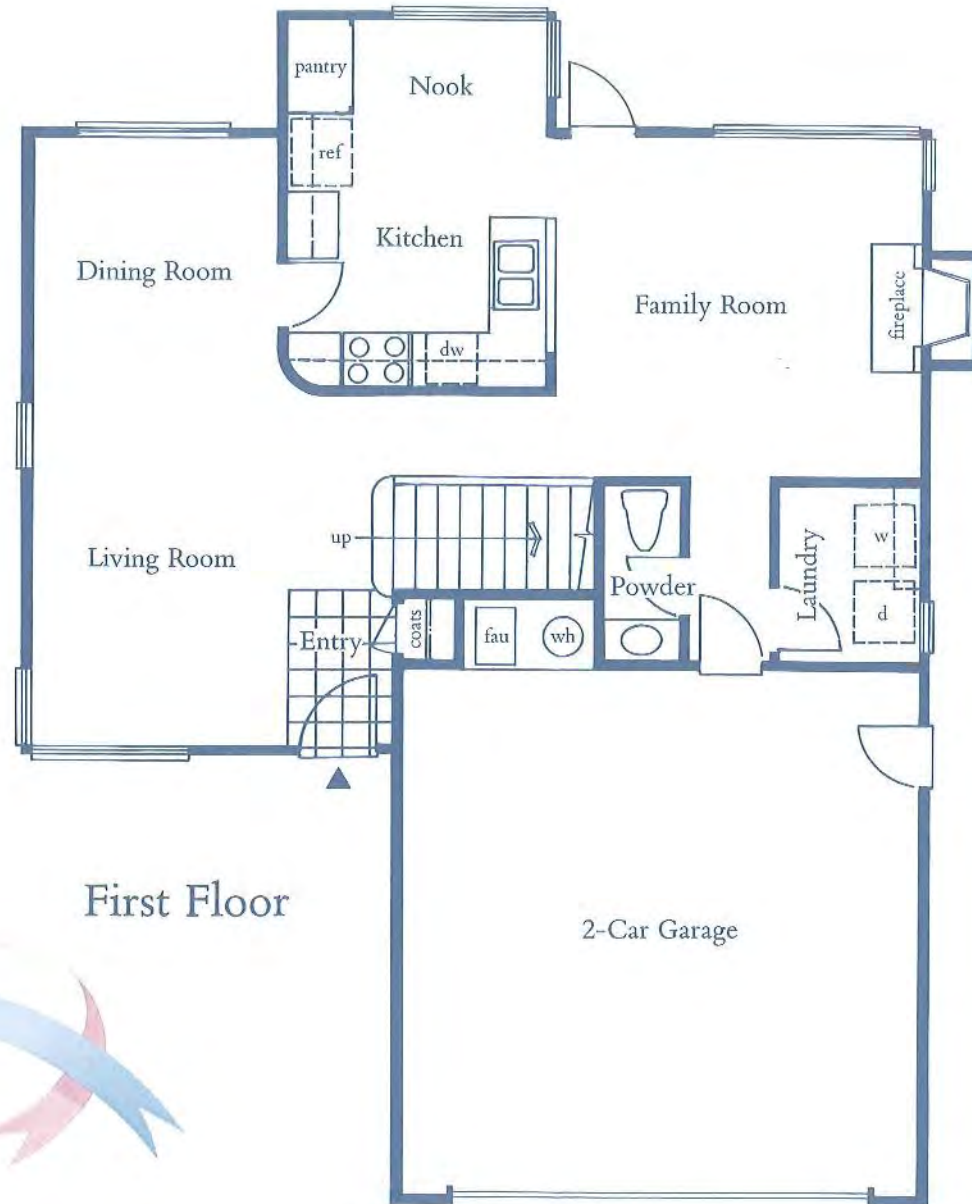 pantry
Nook
ref
Kitchen
Dining Room
Family Room
fireplace
dw
up
Living Room
w
Laundry
Powder
d
coats
Entry
fau
wh
First Floor
2-Car Garage